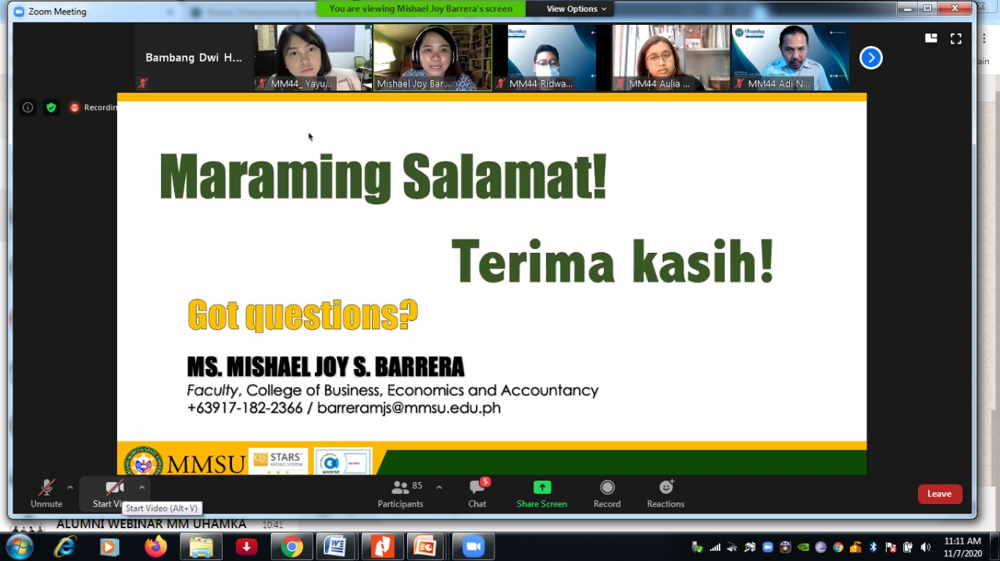 Zoom Meeting
You are viewing Mishael Joy Barrera's screen
View Options
Bambang Dwi H...
MM44_ Yayu...
Mishael Joy Bar...
MM44 Ridwa...
MM44 Aulia ...
MM44 Adi N...
Recordin
Maraming Salamat!
Terima kasih!
Got questions?
MS. MISHAEL JOY S. BARRERA
Faculty, College of Business, Economics and Accountancy
+63917-182-2366 / barreramjs@mmsu.edu.ph
MMSU
QS STARS
RATING SYSTEM
SOCOTEC
Unmute
Start Vi
Start Video (Alt+V)
85
Participants
5
Chat
Share Screen
Record
Reactions
Leave
ALUMNI WEBINAR MM UHAMKA 10:41
11:11 AM
11/7/2020